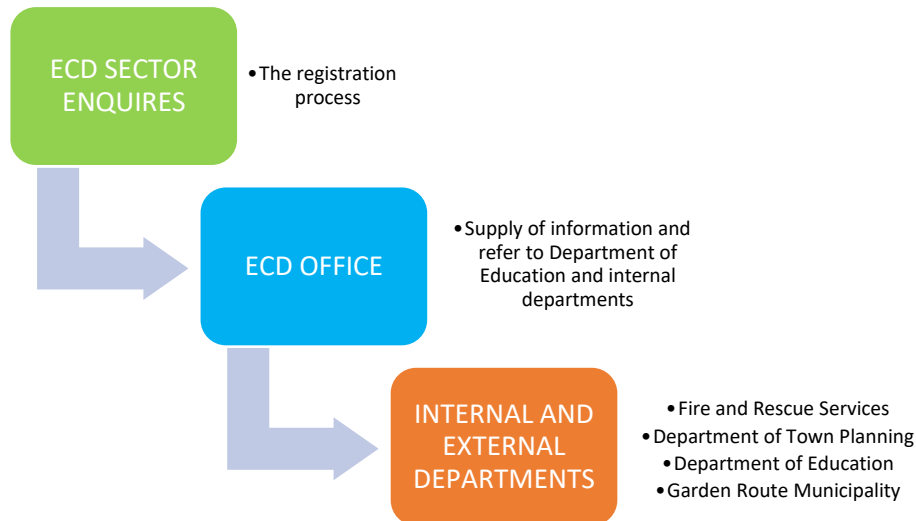 ECD SECTOR
ENQUIRES
•The registration
process
ECD OFFICE
•Supply of information and
refer to Department of
Education and internal
departments
INTERNAL AND
EXTERNAL
DEPARTMENTS
•Fire and Rescue Services
•Department of Town Planning
•Department of Education
•Garden Route Municipality